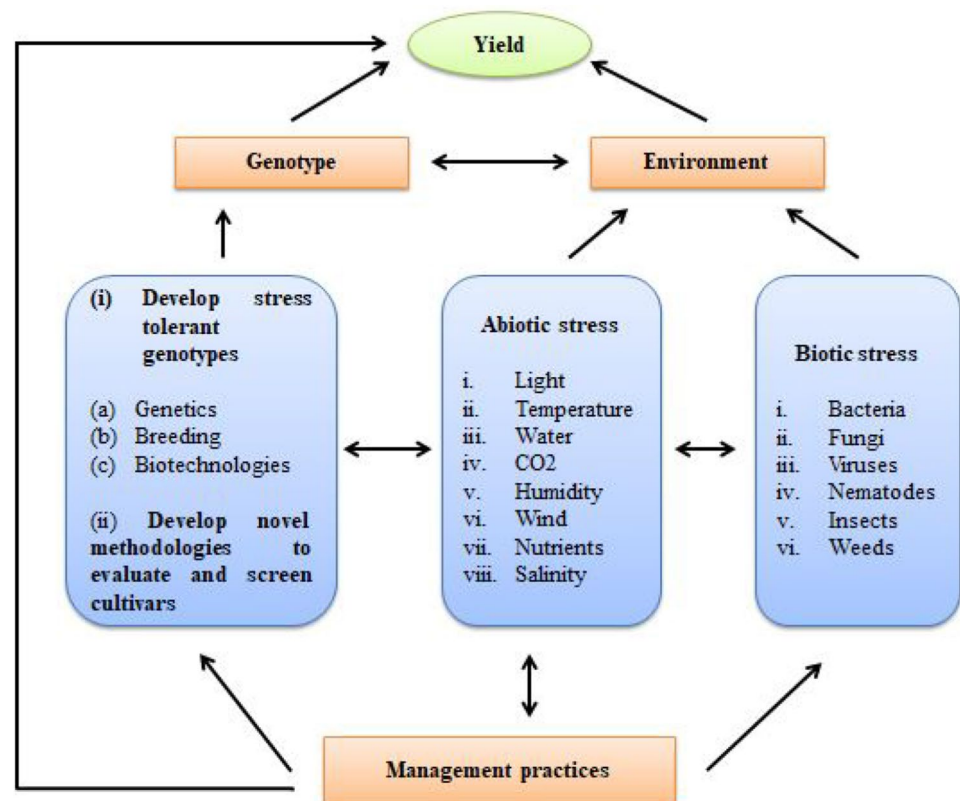 Yield
Genotype
Environment
(i) Develop stress
tolerant
genotypes
(a) Genetics
(b) Breeding
(c) Biotechnologies
(ii) Develop novel
methodologies to
evaluate and screen
cultivars
Abiotic stress
i. Light
ii. Temperature
iii. Water
iv. CO2
v. Humidity
vi. Wind
vii. Nutrients
viii. Salinity
Biotic stress
i. Bacteria
ii. Fungi
iii. Viruses
iv. Nematodes
v. Insects
vi. Weeds
Management practices